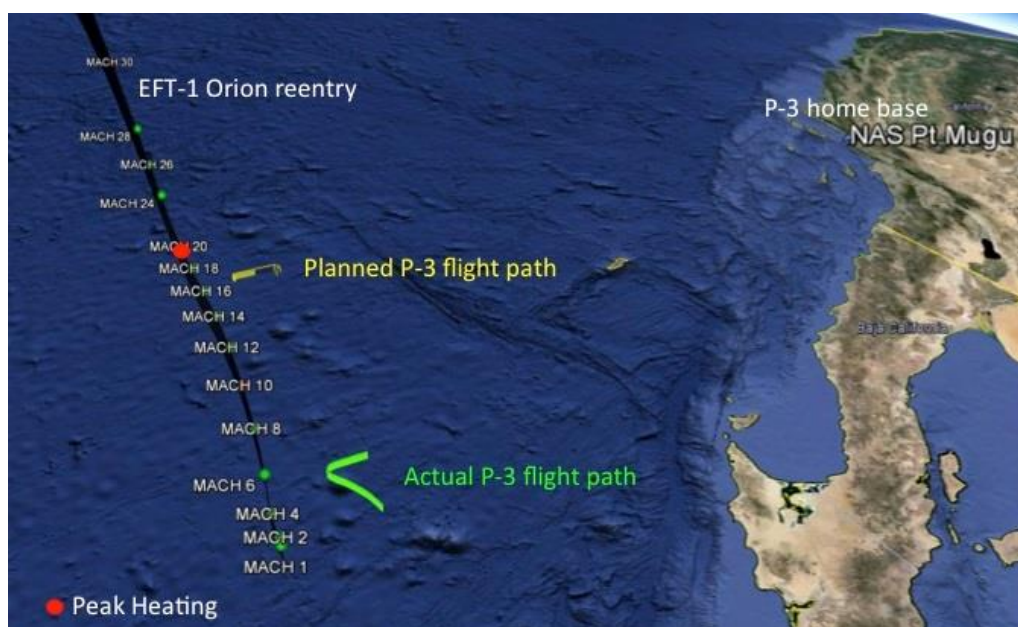 MACH 30
EFT-1 Orion reentry
P-3 home base
California
NAS Pt.Mugu
MACH 28
MACH 26
MACH 24
MACH 20
MACH 18
Planned P-3 flight path
MACH 16
MACH 14
Baja California
MACH 12
MACH 10
MACH 8
Actual P-3 flight path
MACH 6
MACH 4
MACH 2
MACH 1
Peak Heating